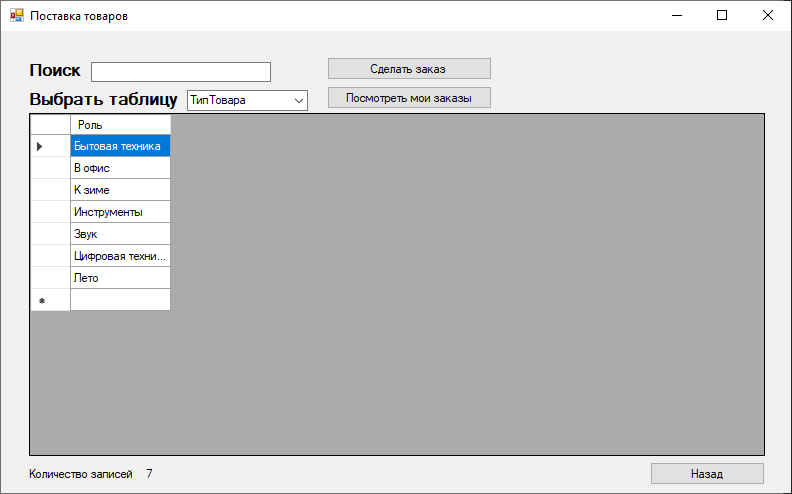 Поставка товаров
Поиск
Сделать заказ
Выбрать таблицу ТипТовара
Посмотреть мои заказы
Роль
Бытовая техника
В офис
К зиме
Инструменты
Звук
Цифровая техни...
Лето
Количество записей 7
Назад